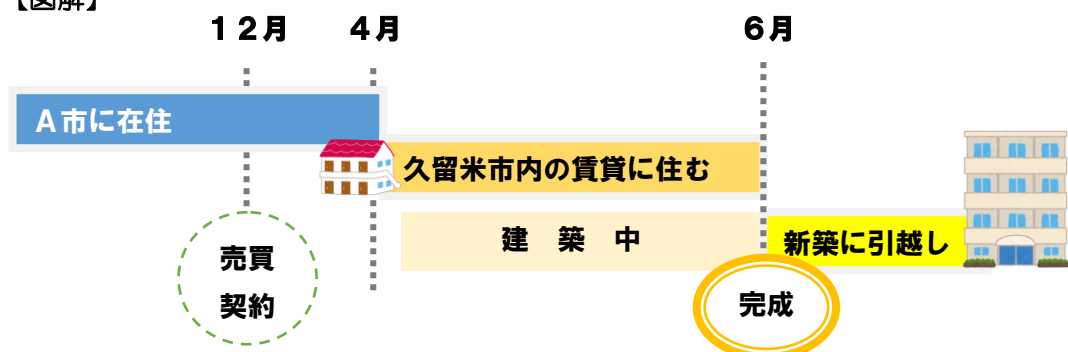 【図解】
12月
4月
6月
A市に在住
久留米市内の賃貸に住む
建築中
新築に引越し
売買
契約
完成